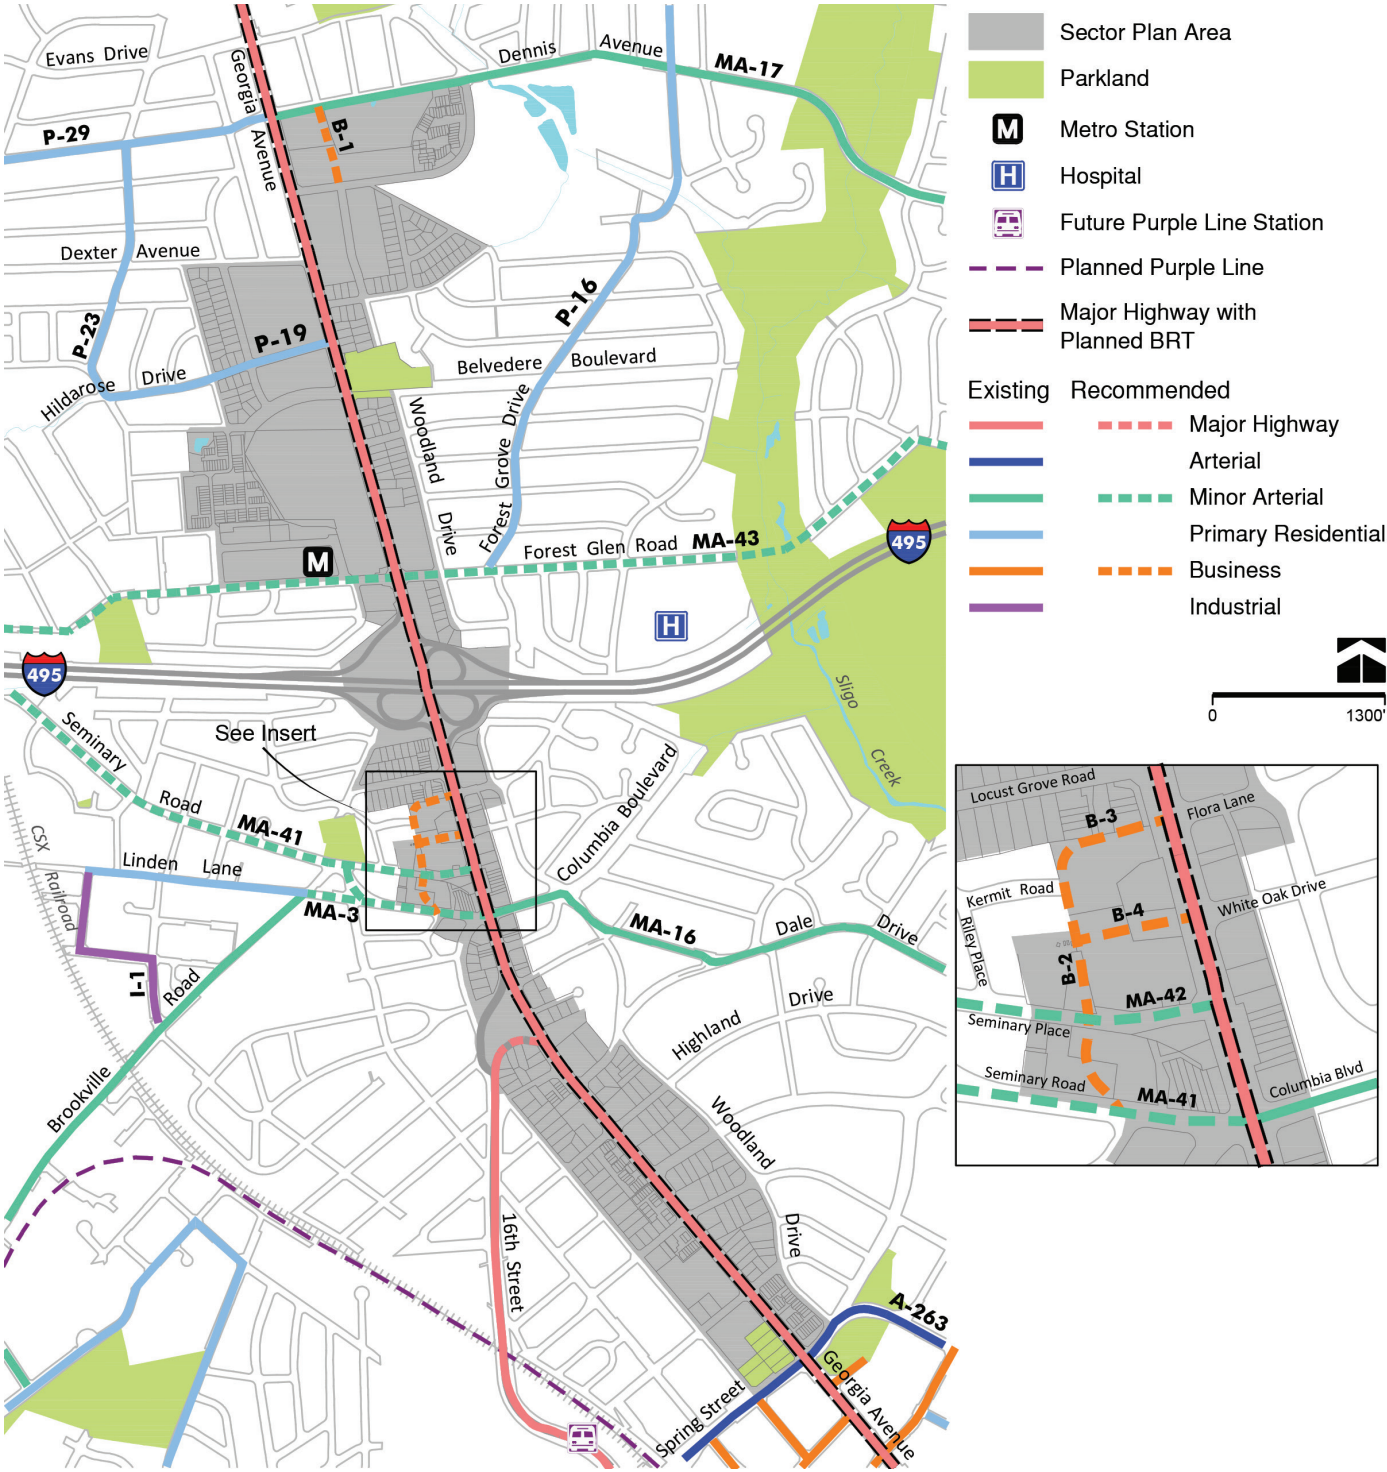 Evans Drive
Georgia
Avenue
Dennis
Avenue
MA-17
P-29
B-1
Dexter Avenue
P-23
P-19
P-16
Hildarose Drive
Belvedere Boulevard
Woodland
Drive
Forest Grove Drive
M
Forest Glen Road
MA-43
495
H
495
Sligo
Creek
See Insert
Seminary
Road
MA-41
Columbia Boulevard
CSX
Railroad
Linden Lane
MA-3
MA-16
Dale
Drive
I-1
Road
Brookville
Highland
Drive
Woodland
Drive
16th Street
A-263
Georgia Avenue
Spring Street
Sector Plan Area
Parkland
M
Metro Station
H
Hospital
Future Purple Line Station
Planned Purple Line
Major Highway with
Planned BRT
Existing Recommended
Major Highway
Arterial
Minor Arterial
Primary Residential
Business
Industrial
0 1300'
Locust Grove Road
Flora Lane
B-3
Kermit Road
Riley Place
B-4
White Oak Drive
B-2
MA-42
Seminary Place
Seminary Road
MA-41
Columbia Blvd